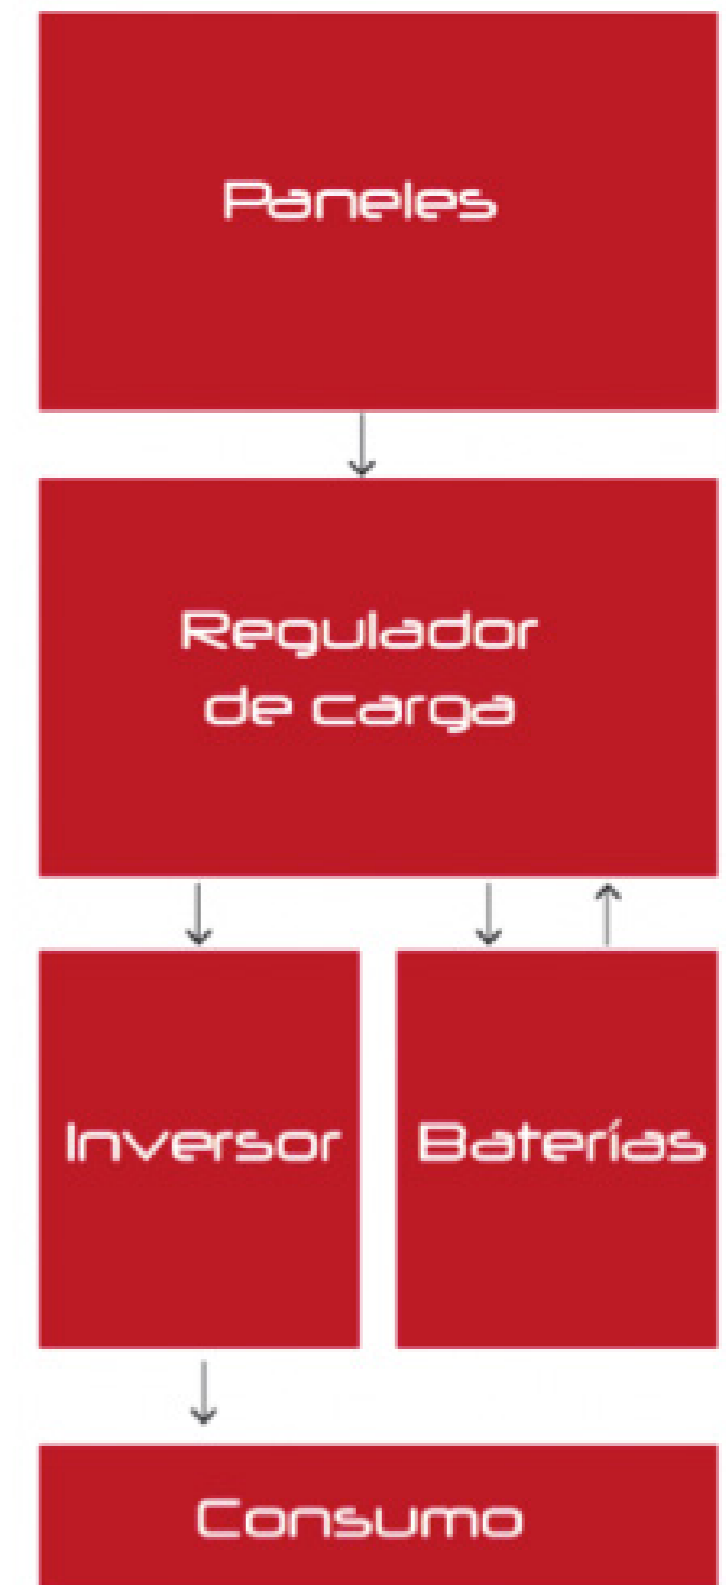 Paneles
Regulador
de carga
Inversor
Baterías
Consumo